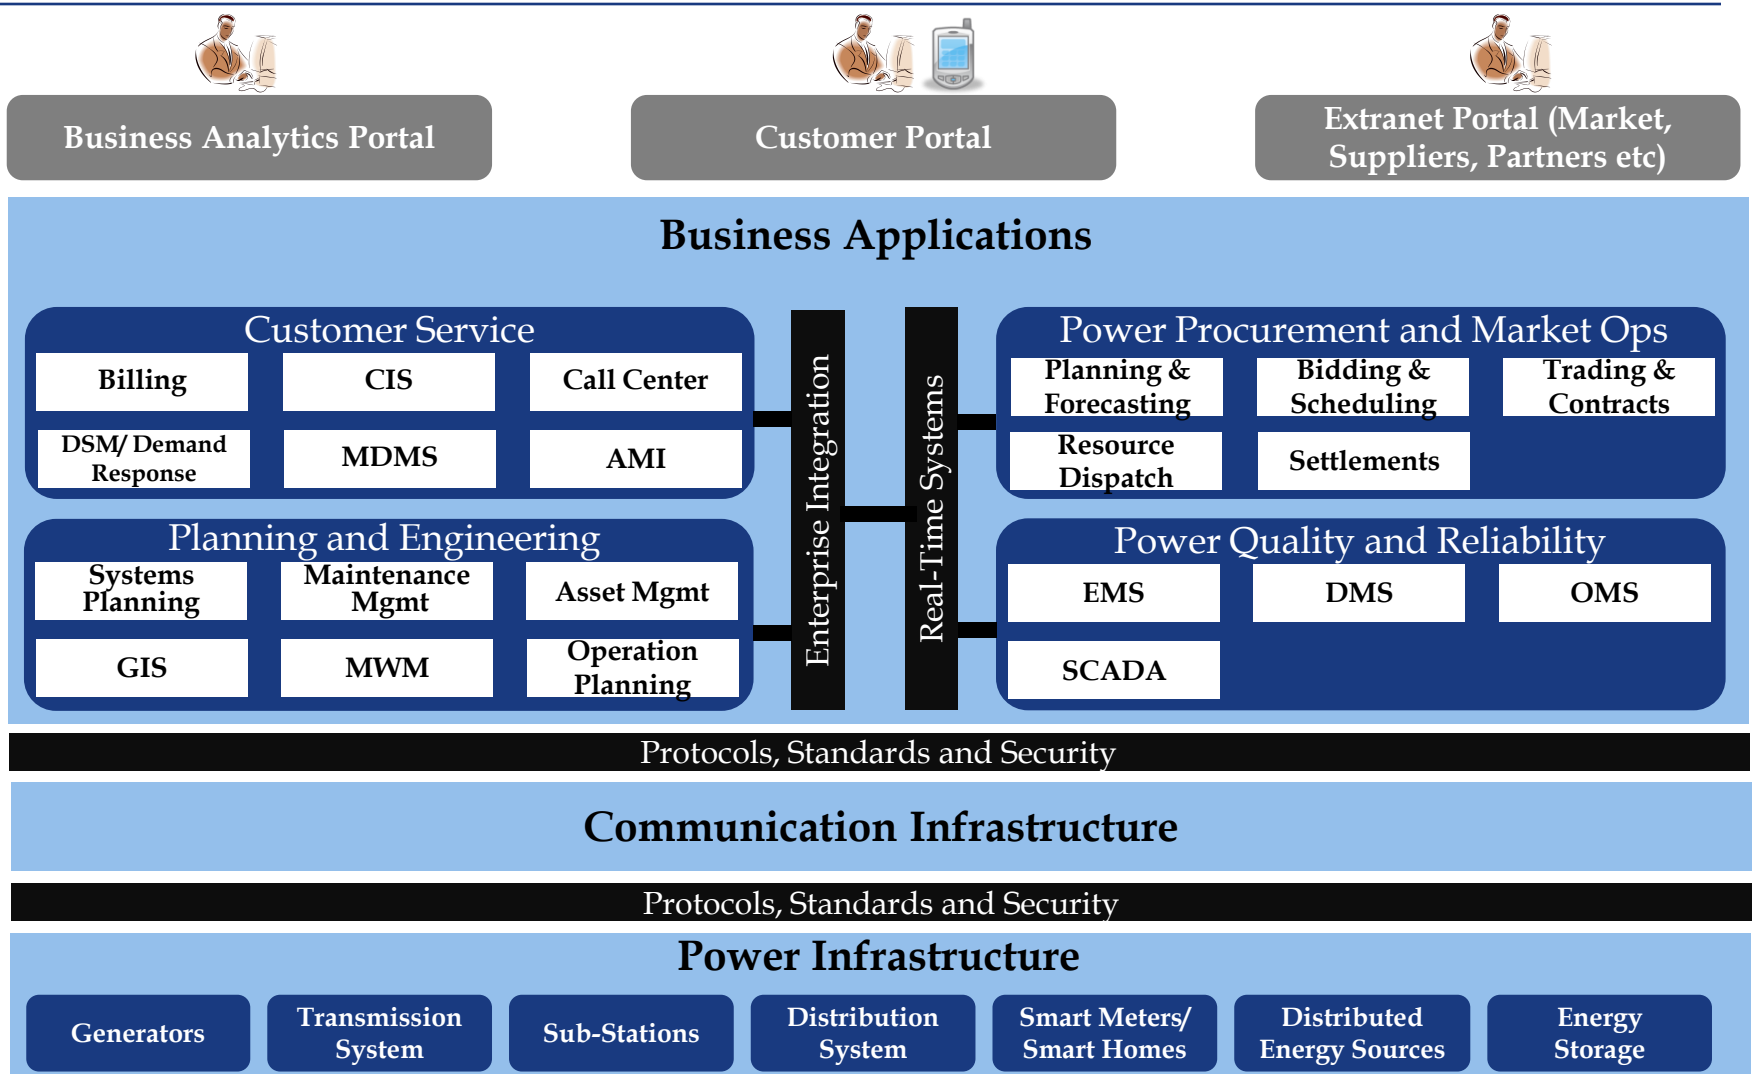 Business Analytics Portal
Customer Portal
Extranet Portal (Market,
Suppliers, Partners etc)
Business Applications
Customer Service
Billing
CIS
Call Center
DSM/ Demand
Response
MDMS
AMI
Planning and Engineering
Systems
Planning
Maintenance
Mgmt
Asset Mgmt
GIS
MWM
Operation
Planning
Enterprise Integration
Real-Time Systems
Power Procurement and Market Ops
Planning &
Forecasting
Bidding &
Scheduling
Trading &
Contracts
Resource
Dispatch
Settlements
Power Quality and Reliability
EMS
DMS
OMS
SCADA
Protocols, Standards and Security
Communication Infrastructure
Protocols, Standards and Security
Power Infrastructure
Generators
Transmission
System
Sub-Stations
Distribution
System
Smart Meters/
Smart Homes
Distributed
Energy Sources
Energy
Storage